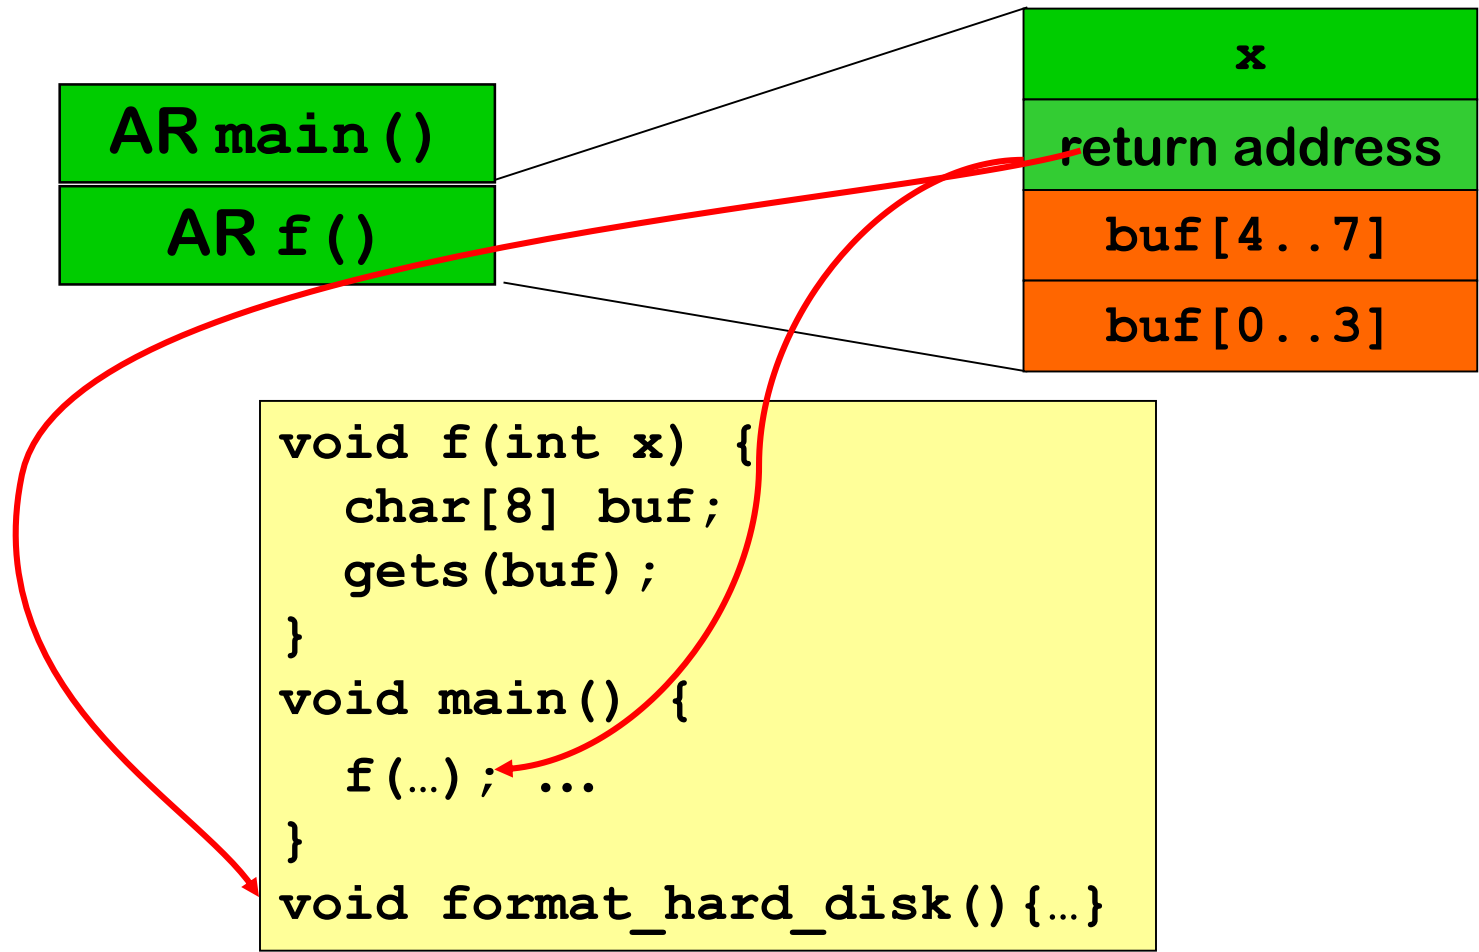 AR main()
AR f()
x
return address
buf[4..7]
buf[0..3]
void f(int x) {
char[8] buf;
gets(buf);
}
void main() {
f(…); ...
}
void format_hard_disk(){…}